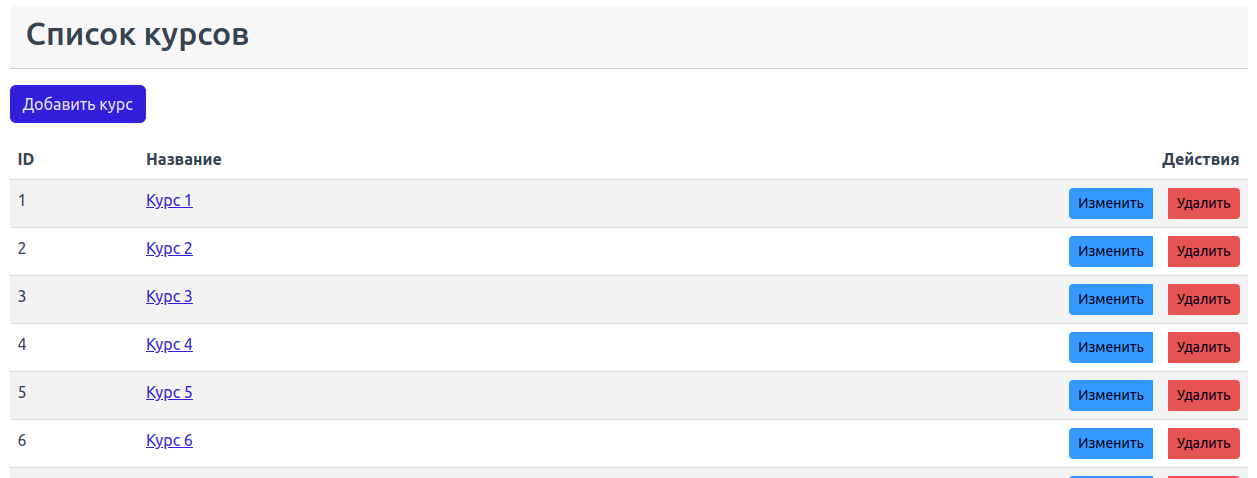 Список курсов
Добавить курс
ID Название Действия
1 Курс 1 Изменить Удалить
2 Курс 2 Изменить Удалить
3 Курс 3 Изменить Удалить
4 Курс 4 Изменить Удалить
5 Курс 5 Изменить Удалить
6 Курс 6 Изменить Удалить